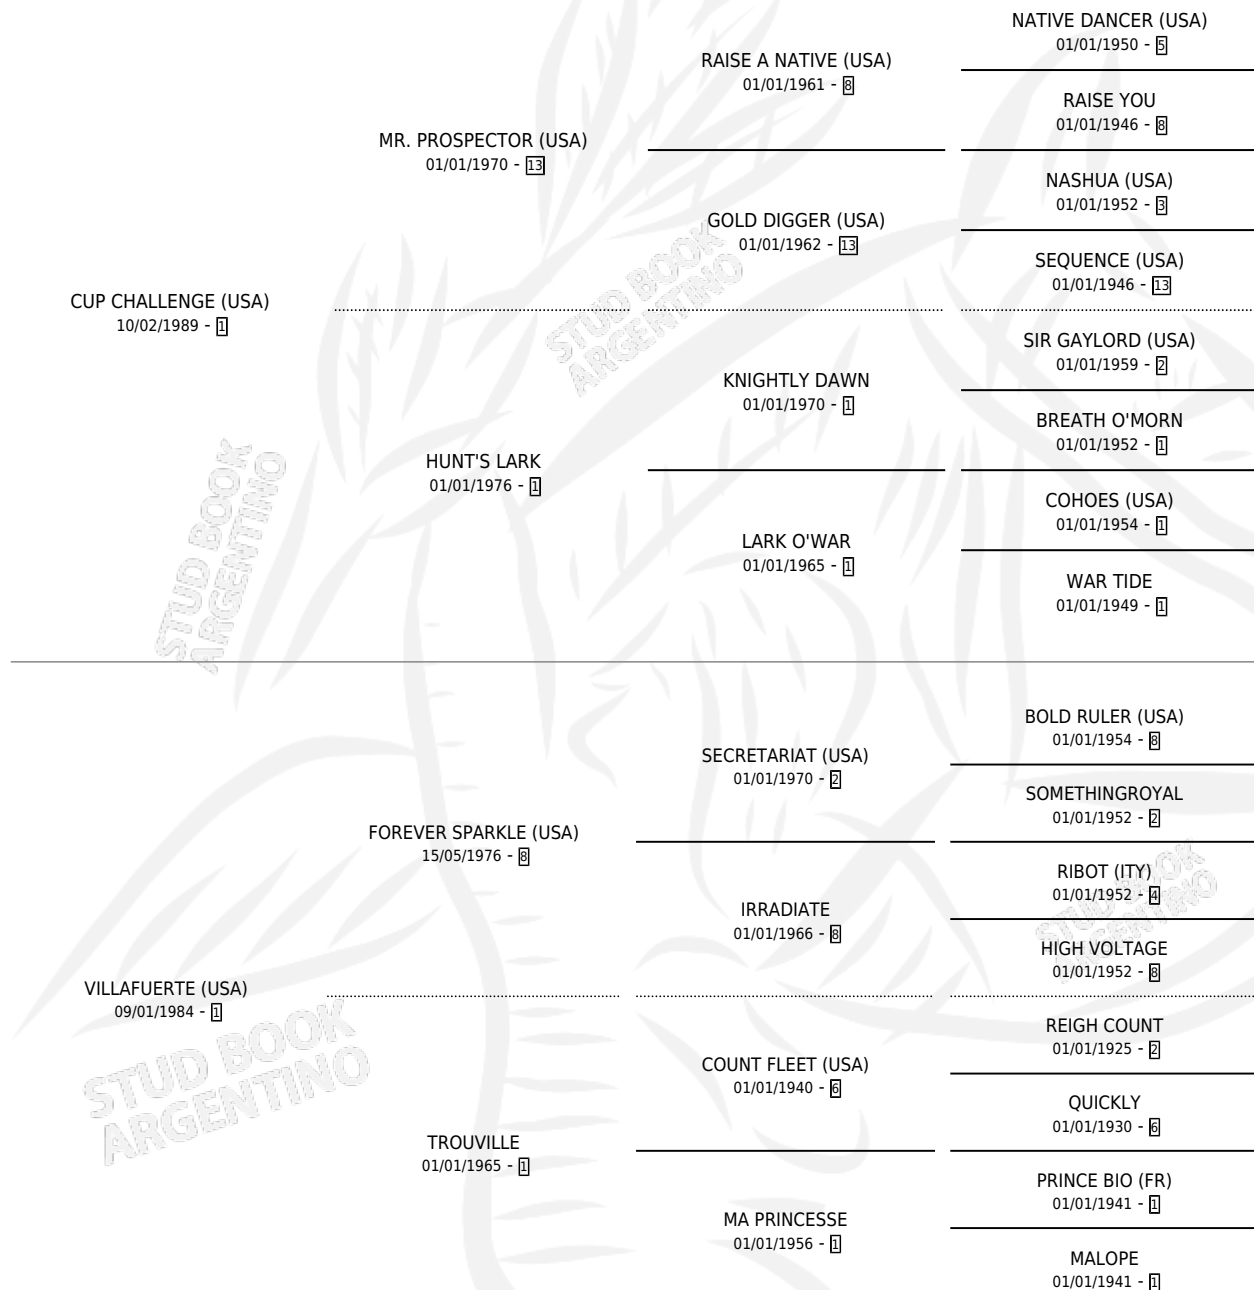 NATIVE DANCER (USA)
01/01/1950 - 5
RAISE A NATIVE (USA)
01/01/1961 - 8
RAISE YOU
01/01/1946 - 8
MR. PROSPECTOR (USA)
01/01/1970 - 13
NASHUA (USA)
01/01/1952 - 3
GOLD DIGGER (USA)
01/01/1962 - 13
SEQUENCE (USA)
01/01/1946 - 13
CUP CHALLENGE (USA)
10/02/1989 - 1
SIR GAYLORD (USA)
01/01/1959 - 2
KNIGHTLY DAWN
01/01/1970 - 1
BREATH O'MORN
01/01/1952 - 1
HUNT'S LARK
01/01/1976 - 1
COHOES (USA)
01/01/1954 - 1
LARK O'WAR
01/01/1965 - 1
WAR TIDE
01/01/1949 - 1
BOLD RULER (USA)
01/01/1954 - 8
SECRETARIAT (USA)
01/01/1970 - 2
SOMETHINGROYAL
01/01/1952 - 2
FOREVER SPARKLE (USA)
15/05/1976 - 8
RIBOT (ITY)
01/01/1952 - 4
IRRADIATE
01/01/1966 - 8
HIGH VOLTAGE
01/01/1952 - 8
VILLAFUERTE (USA)
09/01/1984 - 1
REIGH COUNT
01/01/1925 - 2
COUNT FLEET (USA)
01/01/1940 - 6
QUICKLY
01/01/1930 - 6
TROUVILLE
01/01/1965 - 1
PRINCE BIO (FR)
01/01/1941 - 1
MA PRINCESSE
01/01/1956 - 1
MALOPE
01/01/1941 - 1
STUD BOOK
ARGENTINO
STUD BOOK
ARGENTINO
STUD BOOK
ARGENTINO
STUD BOOK
ARGENTINO